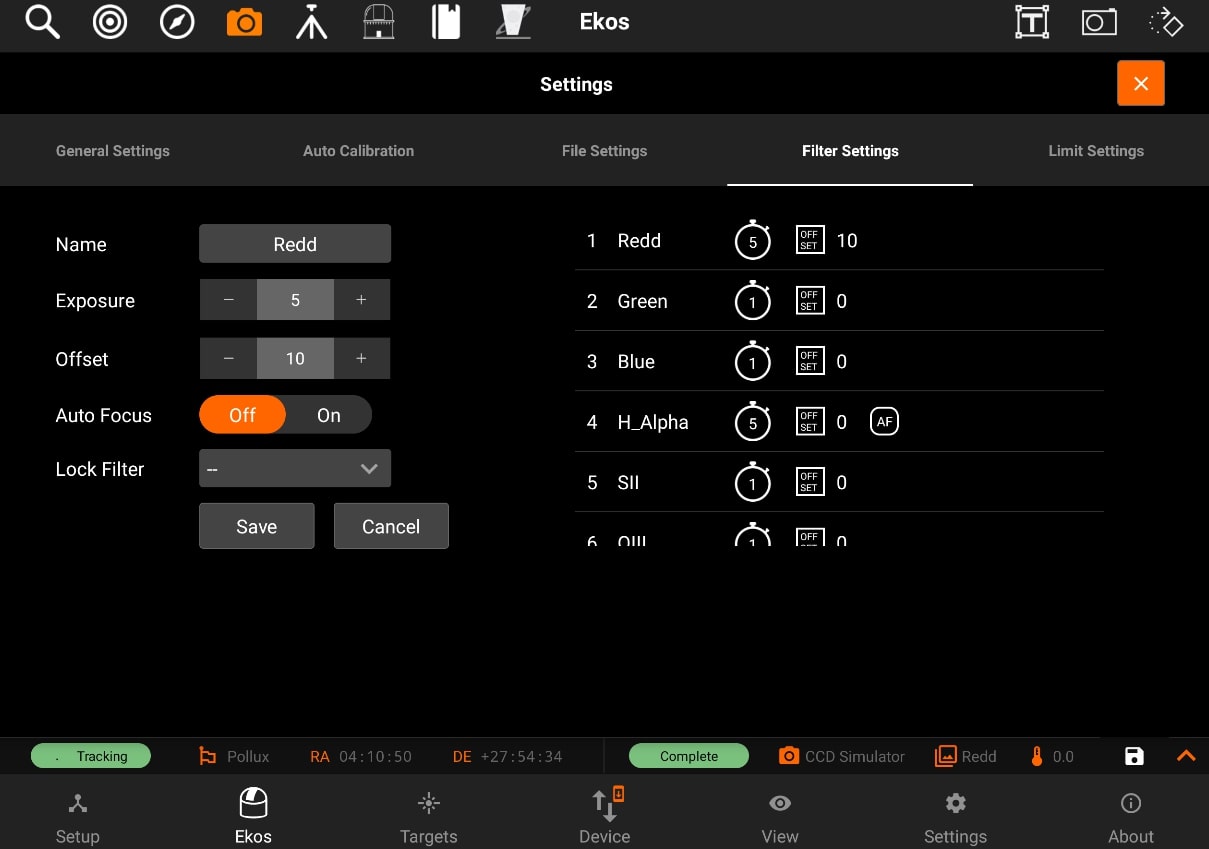 Ekos
T
Settings
General Settings Auto Calibration File Settings Filter Settings Limit Settings
Name Redd
Exposure − 5 +
Offset − 10 +
Auto Focus Off On
Lock Filter --
Save Cancel
1 Redd 5 OFF SET 10
2 Green 1 OFF SET 0
3 Blue 1 OFF SET 0
4 H_Alpha 5 OFF SET 0 AF
5 SII 1 OFF SET 0
6 OIII 1 OFF SET 0
. Tracking Pollux RA 04:10:50 DE +27:54:34 Complete CCD Simulator Redd 0.0
Setup Ekos Targets Device View Settings About